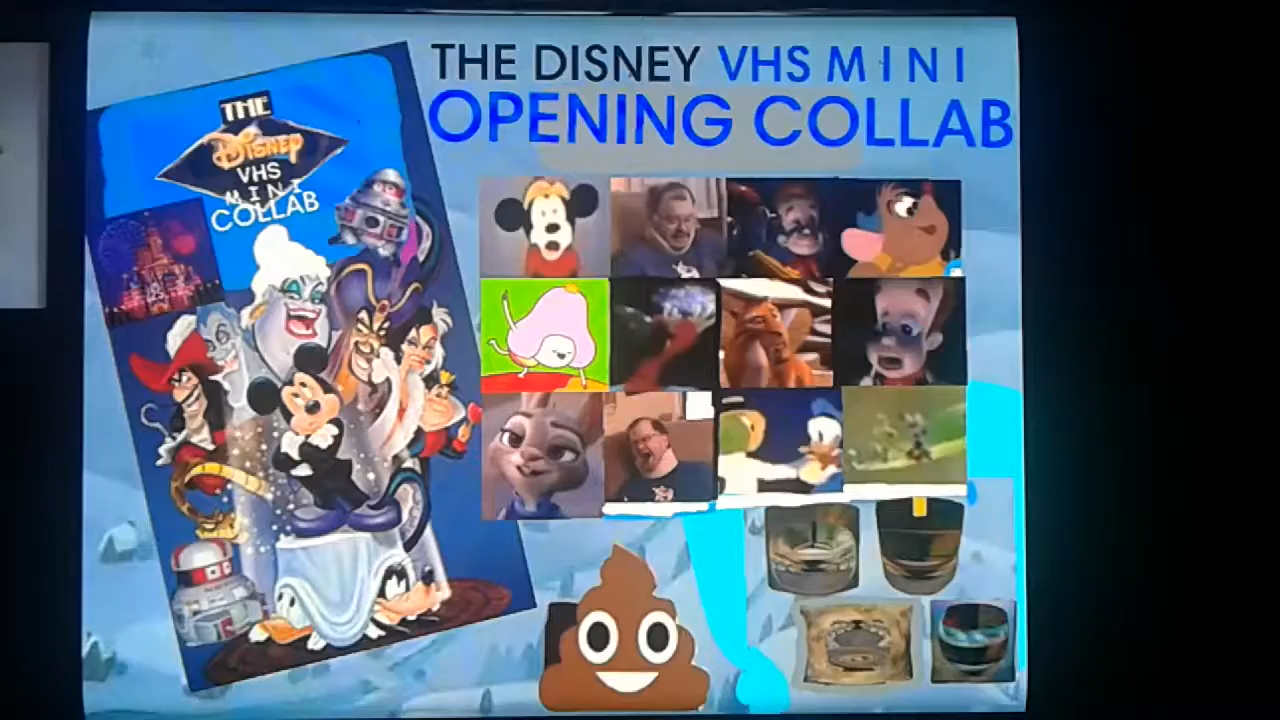 THE DISNEY VHS MINI
OPENING COLLAB
THE
Disney
VHS
MINI
COLLAB